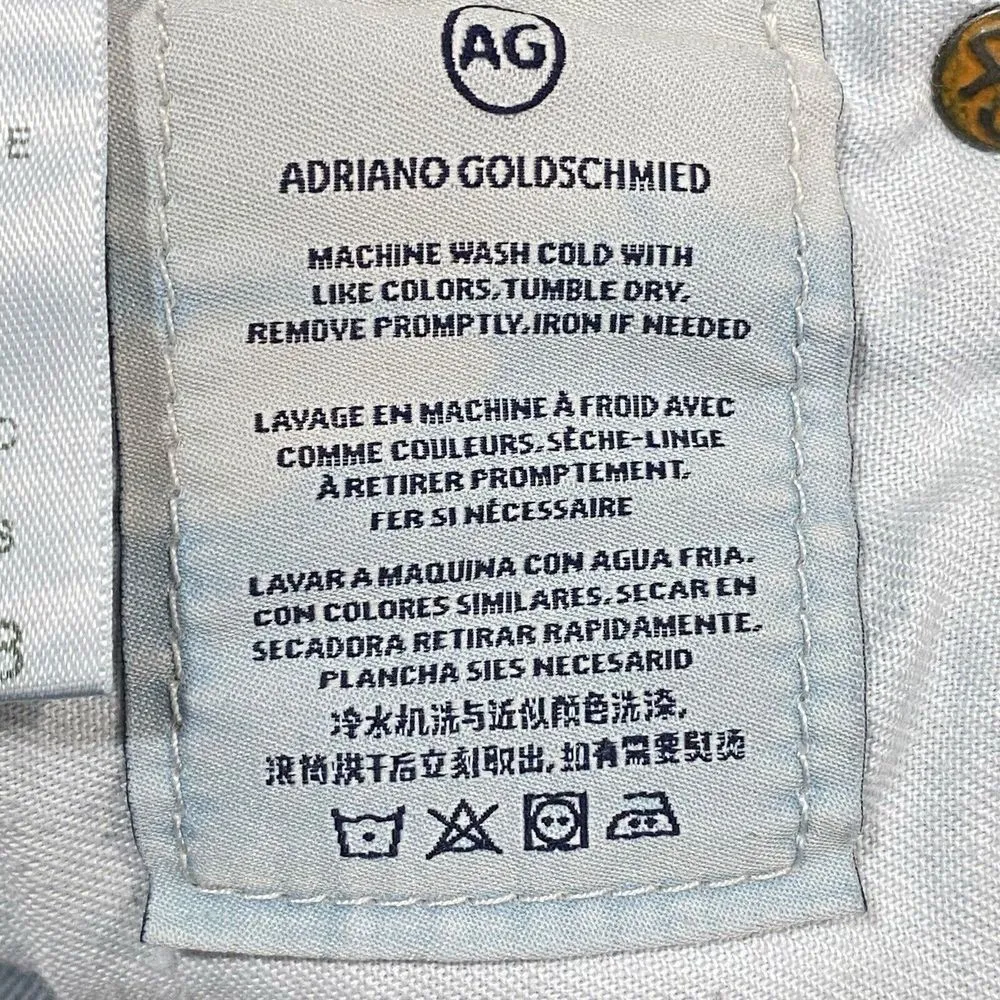 AG
ADRIANO GOLDSCHMIED
MACHINE WASH COLD WITH
LIKE COLORS, TUMBLE DRY,
REMOVE PROMPTLY, IRON IF NEEDED
LAVAGE EN MACHINE À FROID AVEC
COMME COULEURS, SÈCHE-LINGE
À RETIRER PROMPTEMENT,
FER SI NÉCESSAIRE
LAVAR A MAQUINA CON AGUA FRIA.
CON COLORES SIMILARES, SECAR EN
SECADORA RETIRAR RAPIDAMENTE,
PLANCHA SIES NECESARIO
冷水机洗与近似颜色洗涤,
滚筒烘干后立刻取出,如有需要熨烫
E
S
3